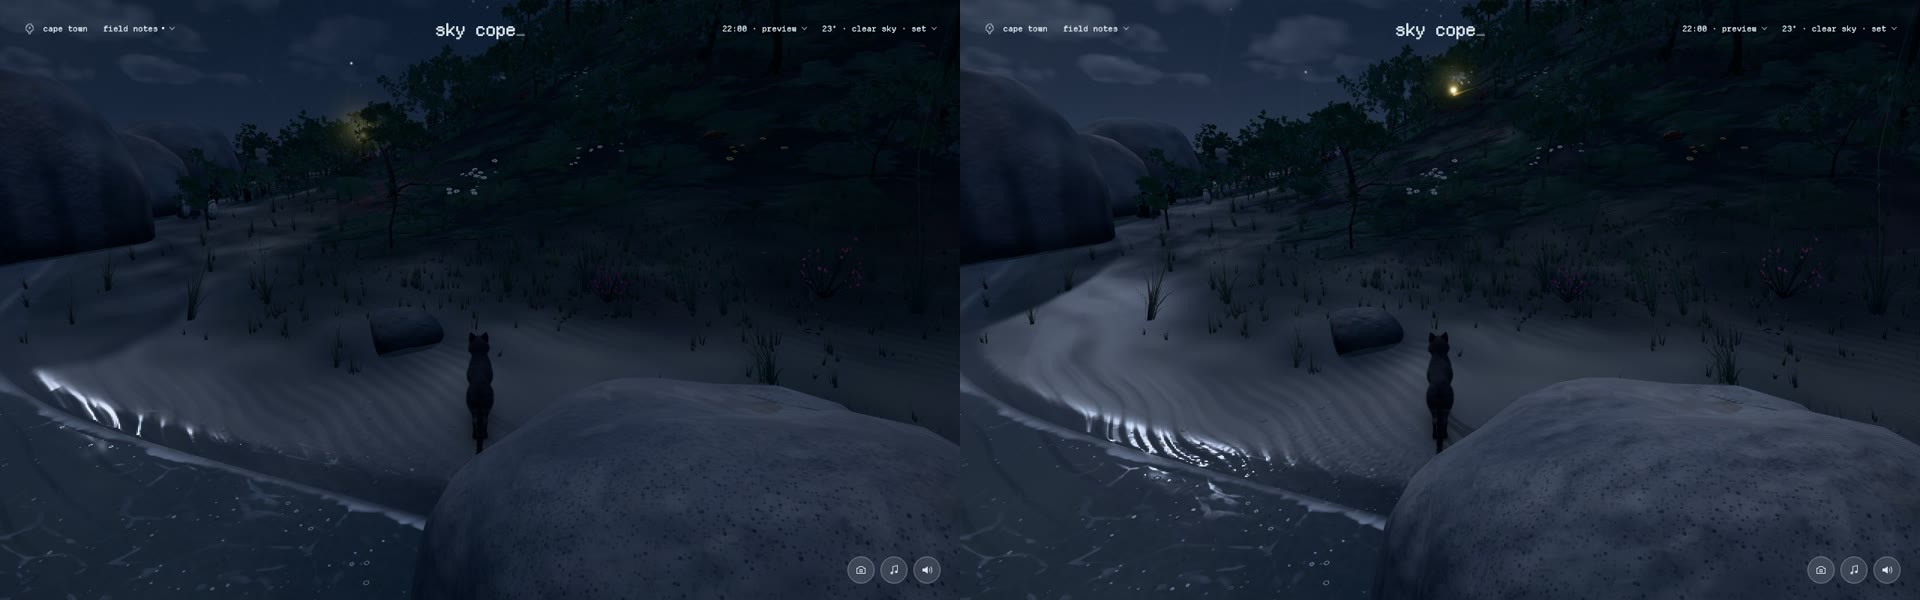 cape town field notes • sky cope_ 22:00 · preview 23° · clear sky · set
cape town field notes sky cope_ 22:00 · preview 23° · clear sky · set